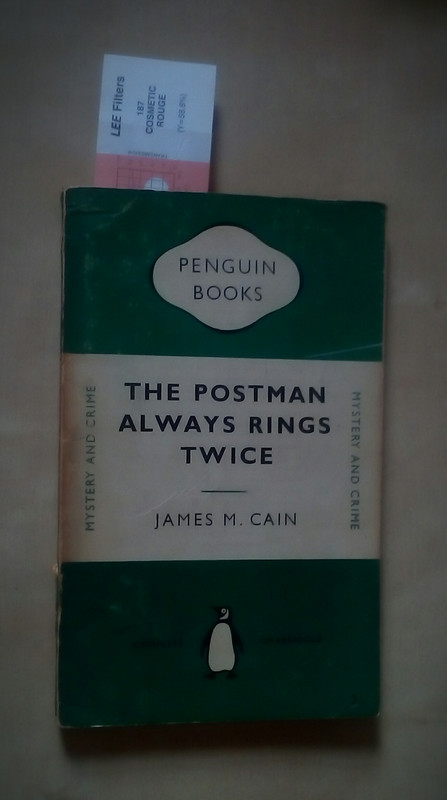 LEE Filters
187
COSMETIC
ROUGE
PENGUIN
BOOKS
MYSTERY AND CRIME
THE POSTMAN
ALWAYS RINGS
TWICE
JAMES M. CAIN
MYSTERY AND CRIME